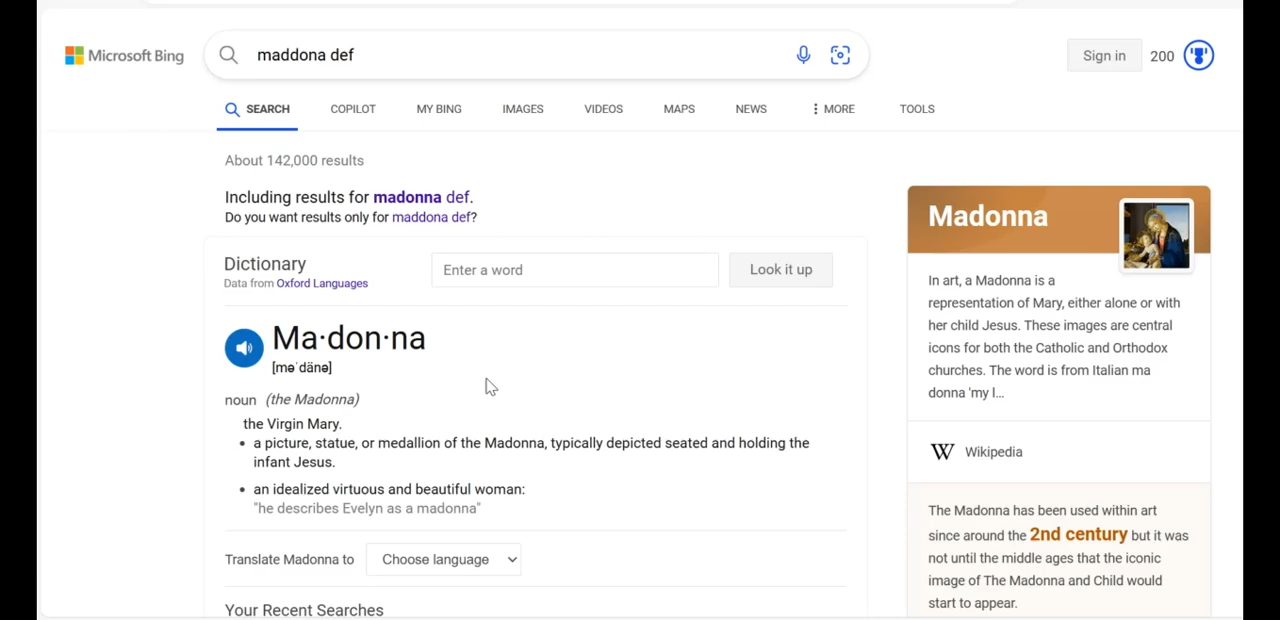 Microsoft Bing
maddona def
Sign in
200
SEARCH
COPILOT
MY BING
IMAGES
VIDEOS
MAPS
NEWS
MORE
TOOLS
About 142,000 results
Including results for madonna def.
Do you want results only for maddona def?
Dictionary
Data from Oxford Languages
Enter a word
Look it up
Ma·don·na
[məˈdänə]
noun (the Madonna)
the Virgin Mary.
• a picture, statue, or medallion of the Madonna, typically depicted seated and holding the
infant Jesus.
• an idealized virtuous and beautiful woman:
"he describes Evelyn as a madonna"
Translate Madonna to
Choose language
Your Recent Searches
Madonna
In art, a Madonna is a
representation of Mary, either alone or with
her child Jesus. These images are central
icons for both the Catholic and Orthodox
churches. The word is from Italian ma
donna 'my l...
W Wikipedia
The Madonna has been used within art
since around the 2nd century but it was
not until the middle ages that the iconic
image of The Madonna and Child would
start to appear.